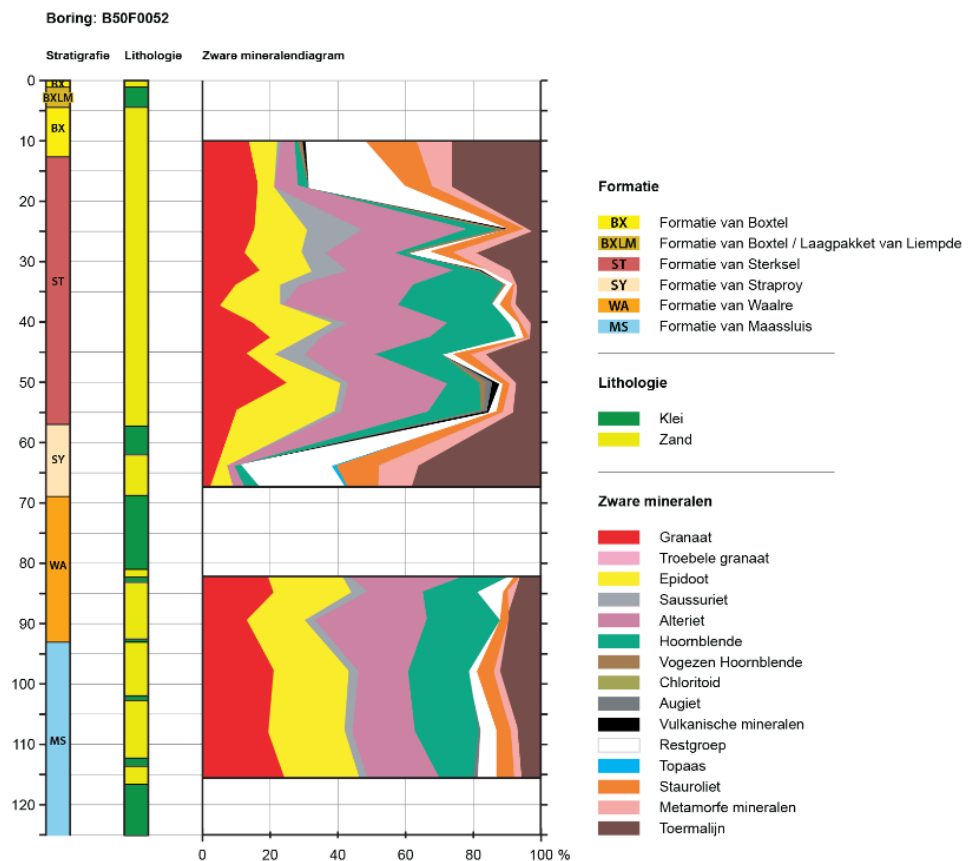 Boring: B50F0052
Stratigrafie Lithologie Zware mineralendiagram
0
10
20
30
40
50
60
70
80
90
100
110
120
BX
BXLM
BX
ST
SY
WA
MS
0 20 40 60 80 100 %
Formatie
BX Formatie van Boxtel
BXLM Formatie van Boxtel / Laagpakket van Liempde
ST Formatie van Sterksel
SY Formatie van Straproy
WA Formatie van Waalre
MS Formatie van Maassluis
Lithologie
Klei
Zand
Zware mineralen
Granaat
Troebele granaat
Epidoot
Saussuriet
Alteriet
Hoornblende
Vogezen Hoornblende
Chloritoid
Augiet
Vulkanische mineralen
Restgroep
Topaas
Stauroliet
Metamorfe mineralen
Toermalijn